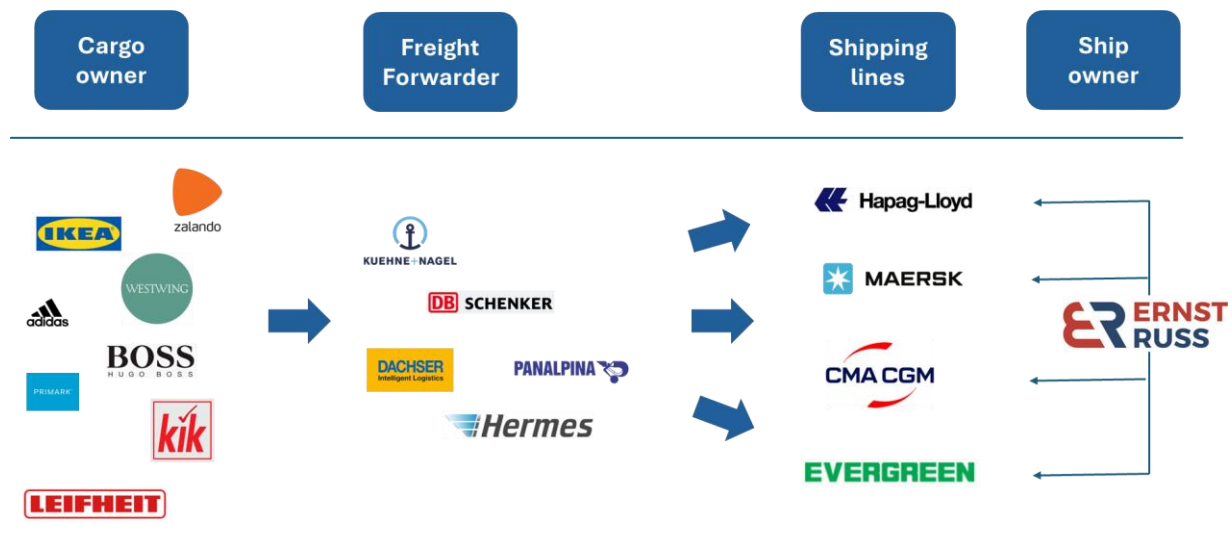 Cargo
owner
Freight
Forwarder
Shipping
lines
Ship
owner
zalando
IKEA
WESTWING
adidas
BOSS
HUGO BOSS
PRIMARK
kik
LEIFHEIT
KUEHNE+NAGEL
DB SCHENKER
DACHSER
Intelligent Logistics
PANALPINA
Hermes
Hapag-Lloyd
MAERSK
CMA CGM
EVERGREEN
ER ERNST
RUSS